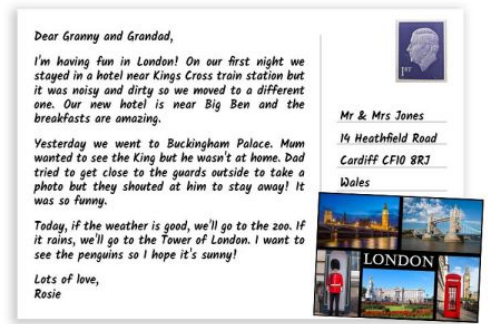 Dear Granny and Grandad,
I'm having fun in London! On our first night we
stayed in a hotel near Kings Cross train station but
it was noisy and dirty so we moved to a different
one. Our new hotel is near Big Ben and the
breakfasts are amazing.
Yesterday we went to Buckingham Palace. Mum
wanted to see the King but he wasn't at home. Dad
tried to get close to the guards outside to take a
photo but they shouted at him to stay away! It
was so funny.
Today, if the weather is good, we'll go to the zoo. If
it rains, we'll go to the Tower of London. I want to
see the penguins so I hope it's sunny!
Lots of love,
Rosie
1ST
Mr & Mrs Jones
14 Heathfield Road
Cardiff CF10 8RJ
Wales
LONDON